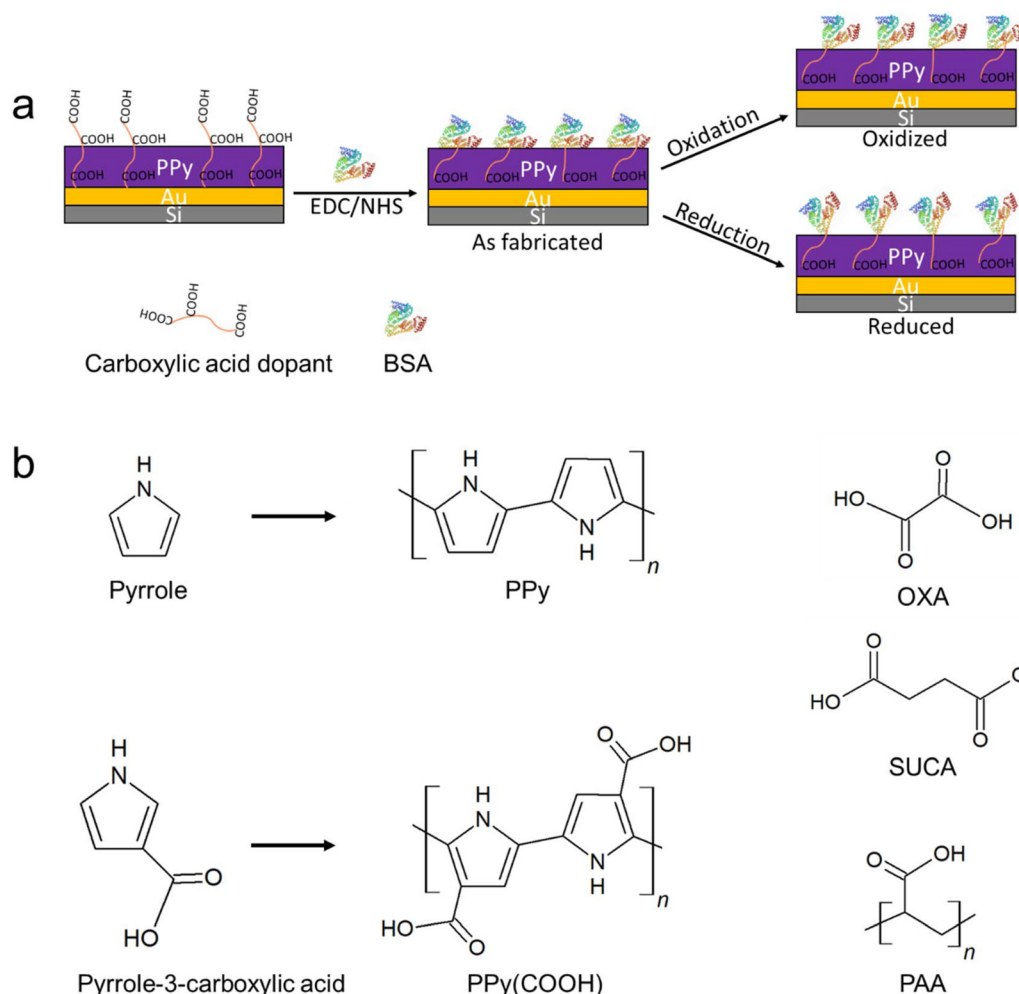 a
COOH COOH COOH COOH
COOH COOH COOH COOH
PPy
COOH COOH COOH COOH
Au
Si
EDC/NHS
PPy
COOH COOH COOH COOH
Au
Si
As fabricated
Oxidation
Reduction
PPy
COOH COOH COOH COOH
Au
Si
Oxidized
PPy
COOH COOH COOH COOH
Au
Si
Reduced
COOH COOH COOH
Carboxylic acid dopant
BSA
b
H
N
Pyrrole
H
N
N
H
n
PPy
O
HO
OH
O
OXA
O
HO
O
SUCA
H
N
O
HO
Pyrrole-3-carboxylic acid
O
OH
H
N
N
H
n
HO
O
PPy(COOH)
O
OH
n
PAA